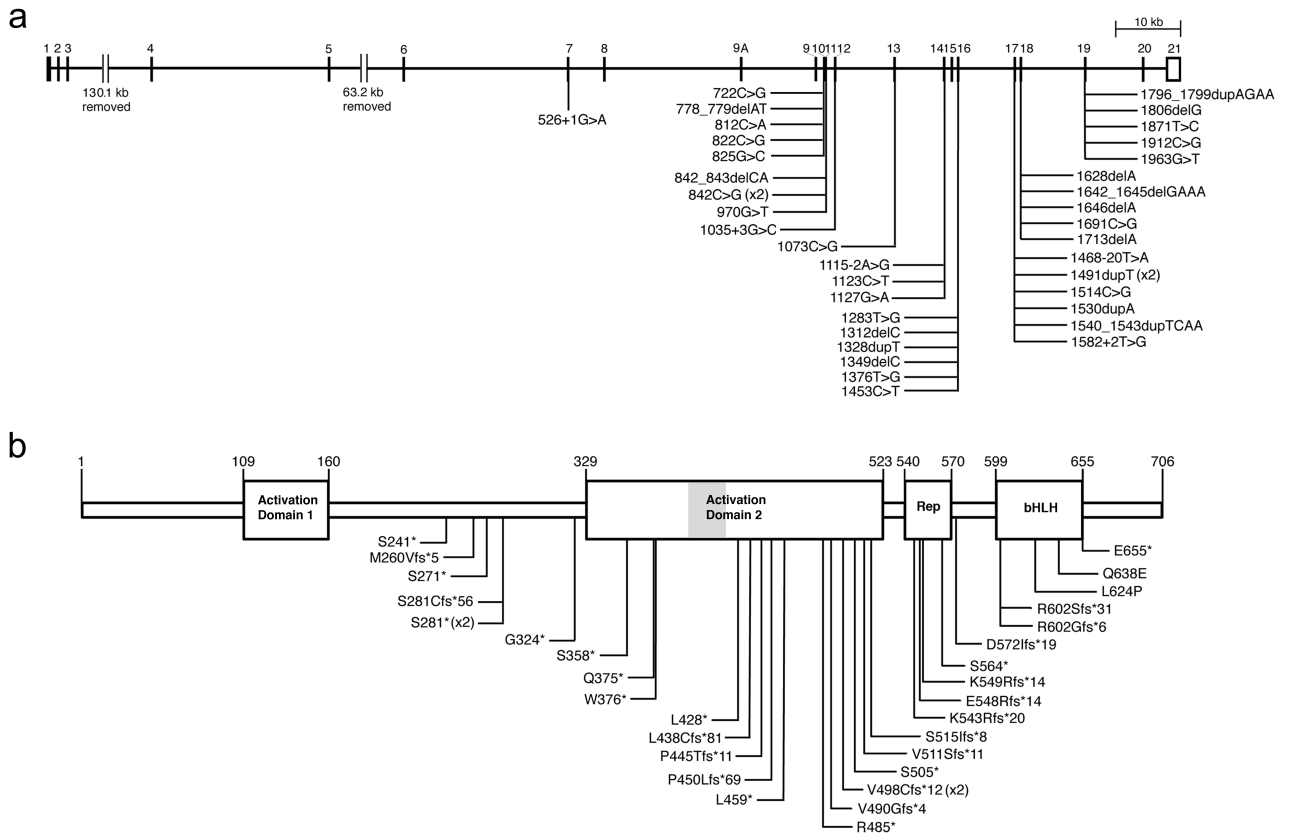 a
10 kb
1 2 3 4 5 6 7 8 9A 9 10 11 12 13 14 15 16 17 18 19 20 21
130.1 kb
removed
63.2 kb
removed
526+1G>A
722C>G
778_779delAT
812C>A
822C>G
825G>C
842_843delCA
842C>G (x2)
970G>T
1035+3G>C
1073C>G
1115-2A>G
1123C>T
1127G>A
1283T>G
1312delC
1328dupT
1349delC
1376T>G
1453C>T
1796_1799dupAGAA
1806delG
1871T>C
1912C>G
1963G>T
1628delA
1642_1645delGAAA
1646delA
1691C>G
1713delA
1468-20T>A
1491dupT (x2)
1514C>G
1530dupA
1540_1543dupTCAA
1582+2T>G
b
1 109 160 329 523 540 570 599 655 706
Activation
Domain 1
Activation
Domain 2
Rep
bHLH
S241*
M260Vfs*5
S271*
S281Cfs*56
S281* (x2)
G324*
S358*
Q375*
W376*
L428*
L438Cfs*81
P445Tfs*11
P450Lfs*69
L459*
E655*
Q638E
L624P
R602Sfs*31
R602Gfs*6
D572Ifs*19
S564*
K549Rfs*14
E548Rfs*14
K543Rfs*20
S515Ifs*8
V511Sfs*11
S505*
V498Cfs*12 (x2)
V490Gfs*4
R485*